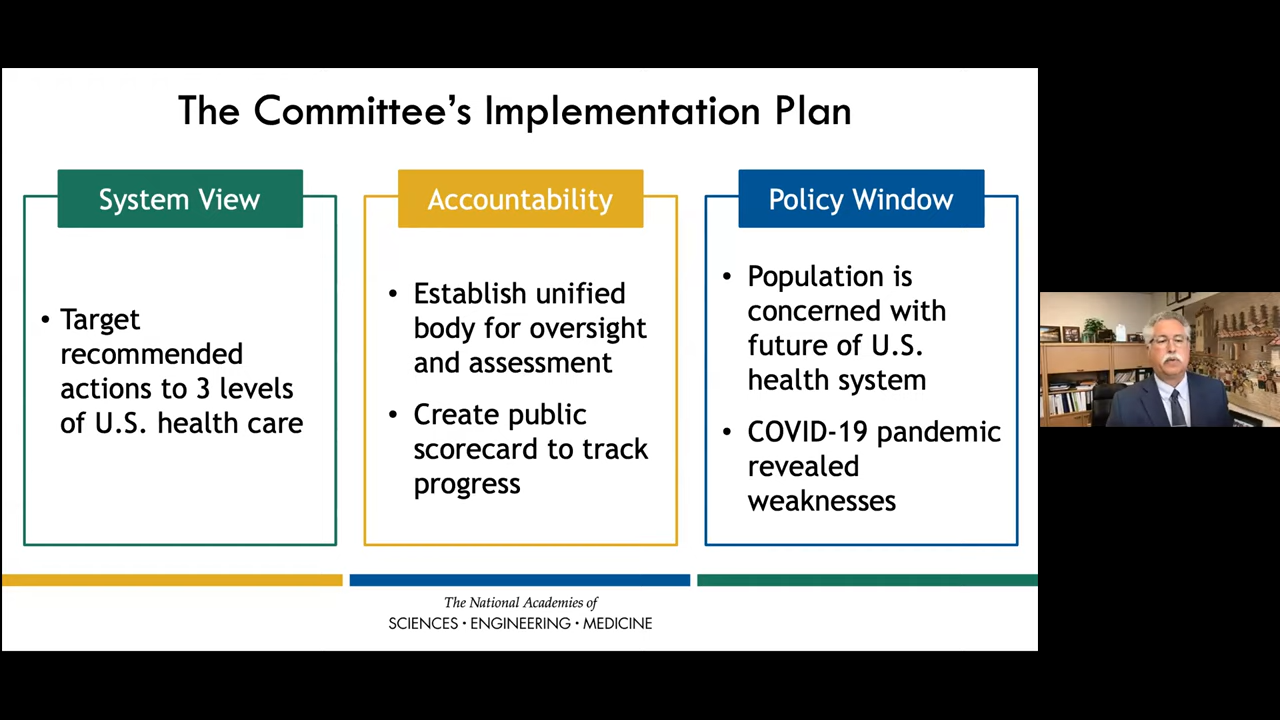 The Committee's Implementation Plan
System View
• Target
recommended
actions to 3 levels
of U.S. health care
Accountability
• Establish unified
body for oversight
and assessment
• Create public
scorecard to track
progress
Policy Window
• Population is
concerned with
future of U.S.
health system
• COVID-19 pandemic
revealed
weaknesses
The National Academies of
SCIENCES • ENGINEERING • MEDICINE